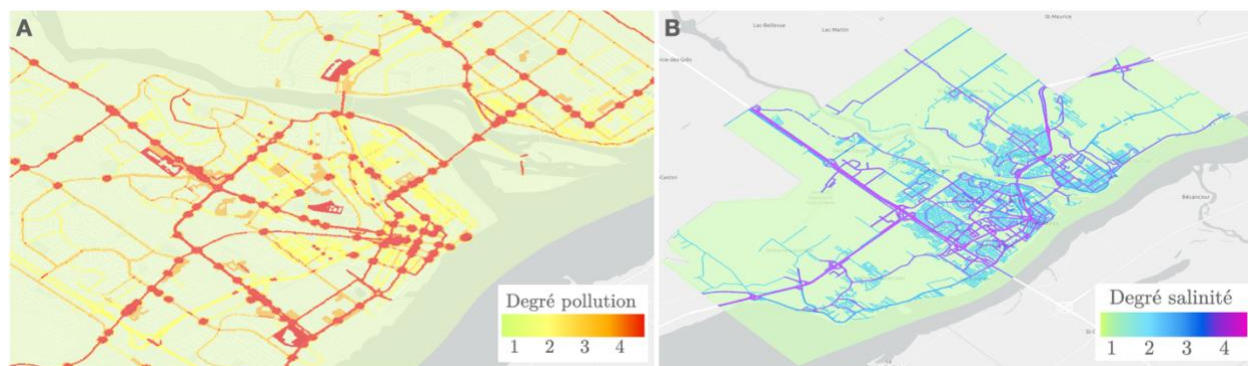 A
Degré pollution
1 2 3 4
B
Lac-Bellevue
Lac-Martin
St-Maurice
Bécancour
Degré salinité
1 2 3 4